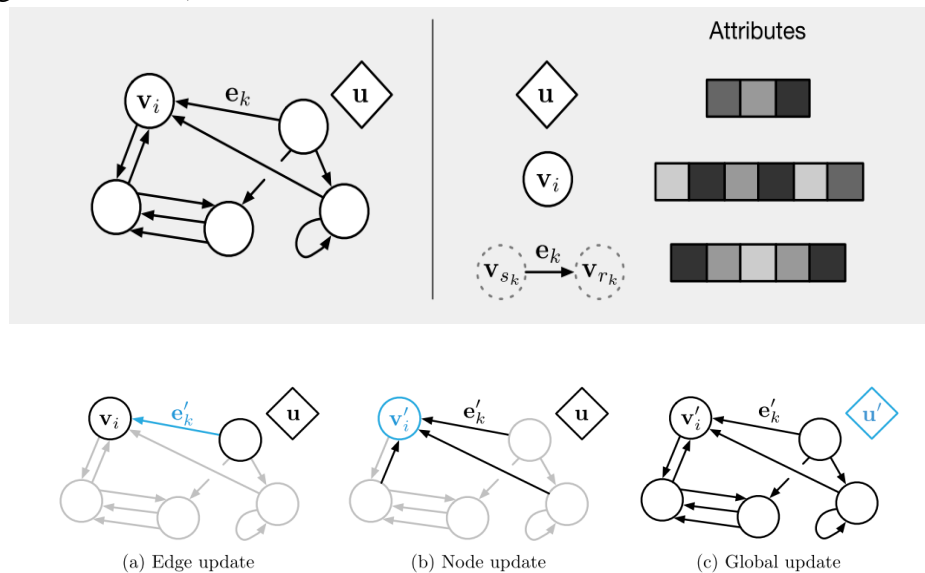 Attributes
v_i
e_k
u
u
v_i
e_k
v_{s_k}
v_{r_k}
v_i
e'_k
u
v'_i
e'_k
u
v'_i
e'_k
u'
(a) Edge update
(b) Node update
(c) Global update